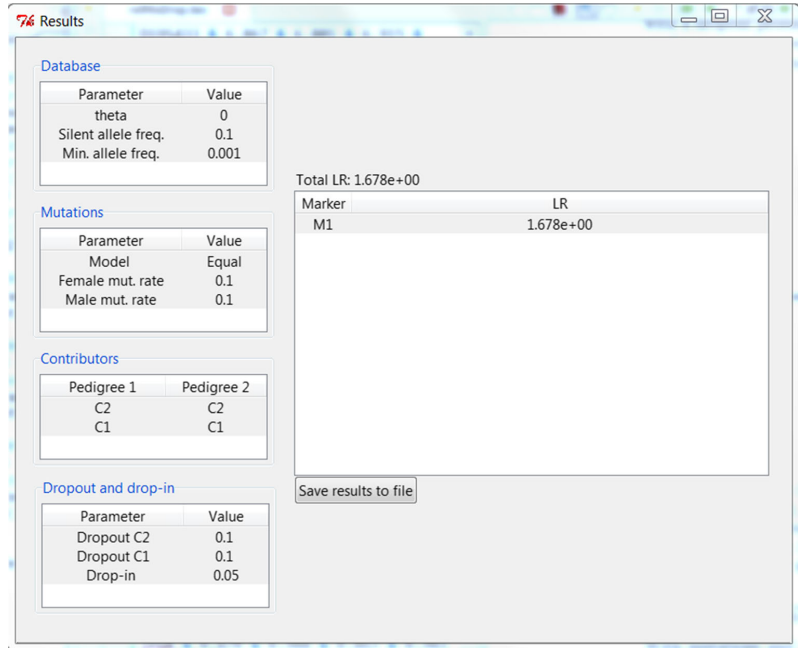 Results
Database
Parameter Value
theta 0
Silent allele freq. 0.1
Min. allele freq. 0.001
Mutations
Parameter Value
Model Equal
Female mut. rate 0.1
Male mut. rate 0.1
Contributors
Pedigree 1 Pedigree 2
C2 C2
C1 C1
Dropout and drop-in
Parameter Value
Dropout C2 0.1
Dropout C1 0.1
Drop-in 0.05
Total LR: 1.678e+00
Marker LR
M1 1.678e+00
Save results to file